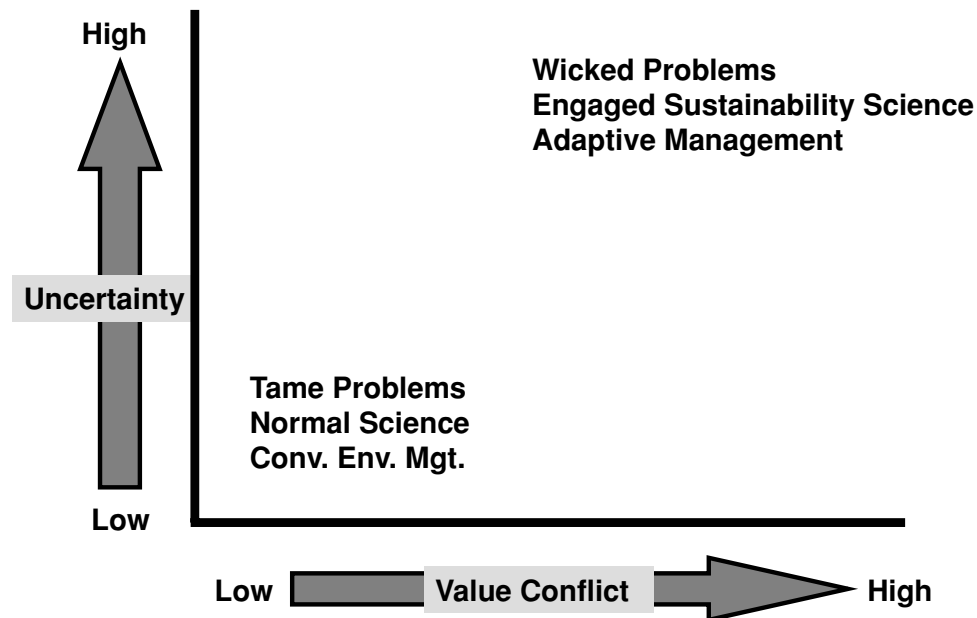 High
Wicked Problems
Engaged Sustainability Science
Adaptive Management
Uncertainty
Tame Problems
Normal Science
Conv. Env. Mgt.
Low
Low
Value Conflict
High